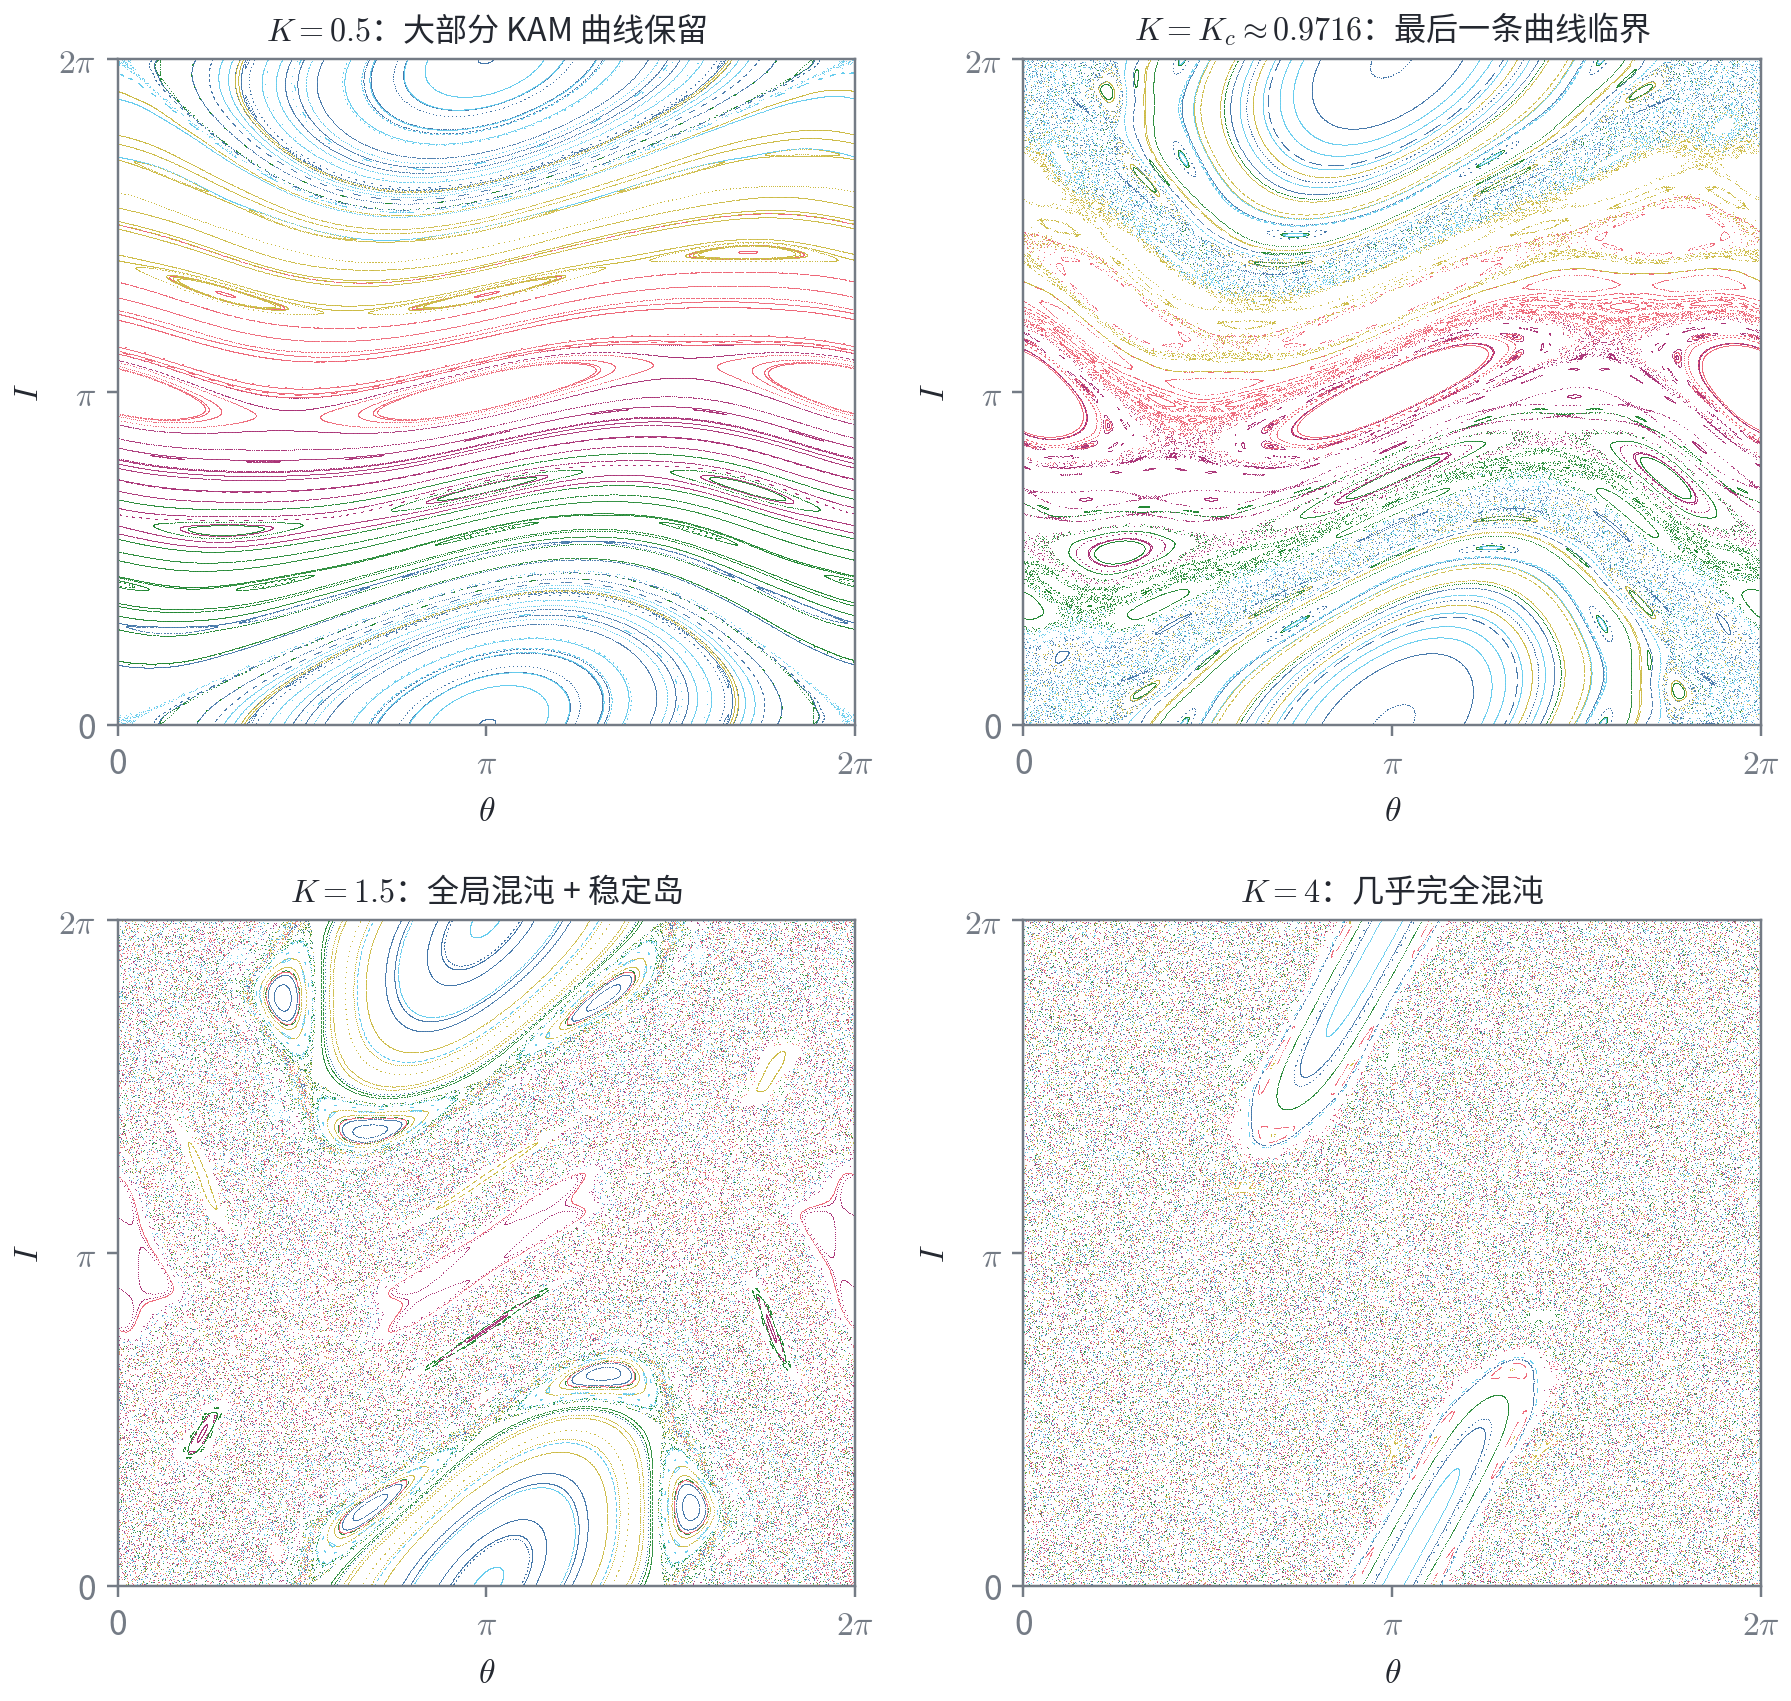 K = 0.5：大部分 KAM 曲线保留
2π
π
0
I
0
π
2π
θ
K = K_c ≈ 0.9716：最后一条曲线临界
2π
π
0
I
0
π
2π
θ
K = 1.5：全局混沌 + 稳定岛
2π
π
0
I
0
π
2π
θ
K = 4：几乎完全混沌
2π
π
0
I
0
π
2π
θ